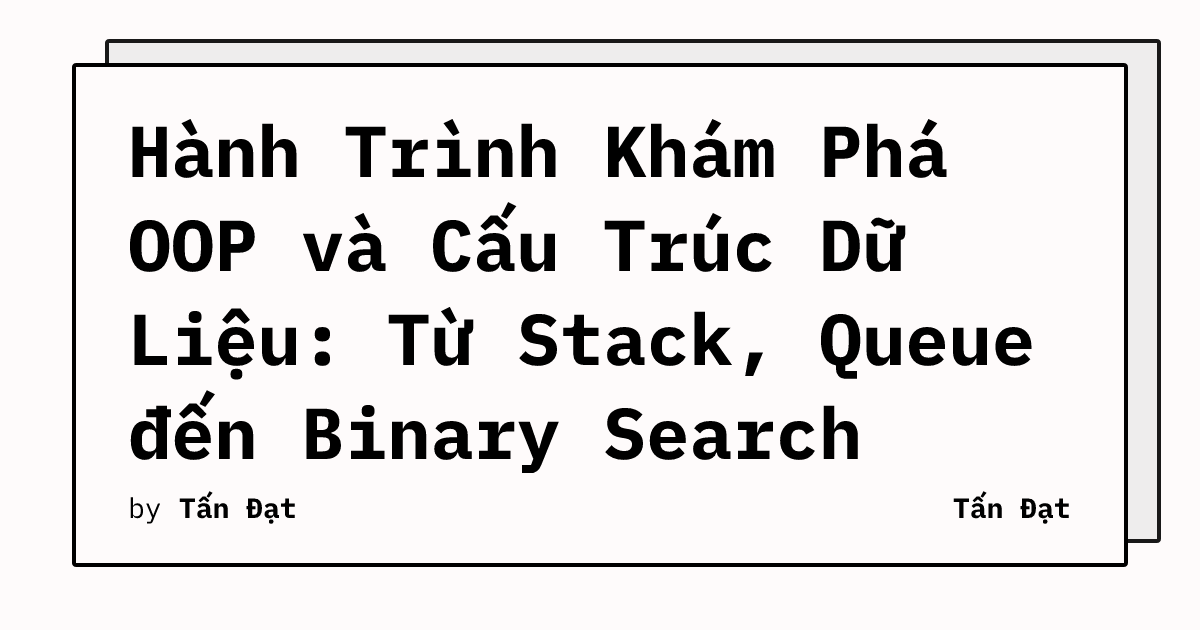 Hành Trình Khám Phá
OOP và Cấu Trúc Dữ
Liệu: Từ Stack, Queue
đến Binary Search
by Tấn Đạt
Tấn Đạt